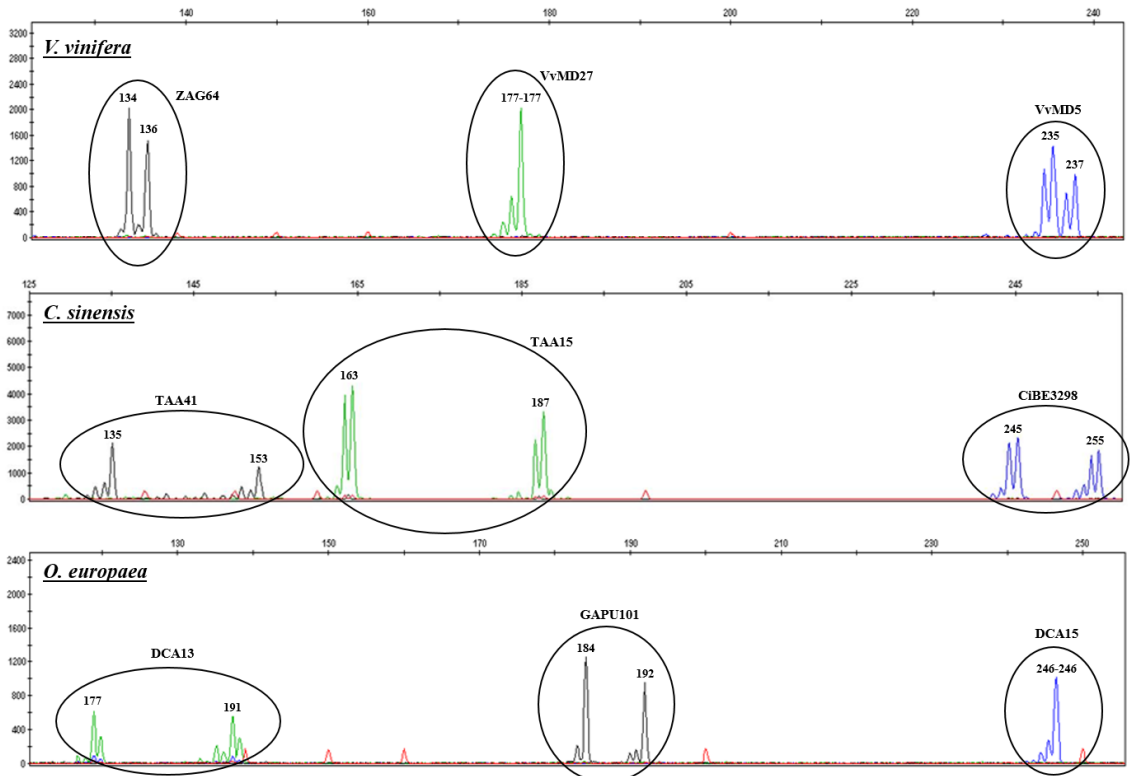 140 160 180 200 220 240
3200
2800
2400
2000
1600
1200
800
400
0
V. vinifera
ZAG64
134
136
VvMD27
177-177
VvMD5
235
237
125 145 165 185 205 225 245
7000
6000
5000
4000
3000
2000
1000
0
C. sinensis
TAA41
135
153
TAA15
163
187
CiBE3298
245
255
130 150 170 190 210 230 250
2400
2000
1600
1200
800
400
0
O. europaea
DCA13
177
191
GAPU101
184
192
DCA15
246-246